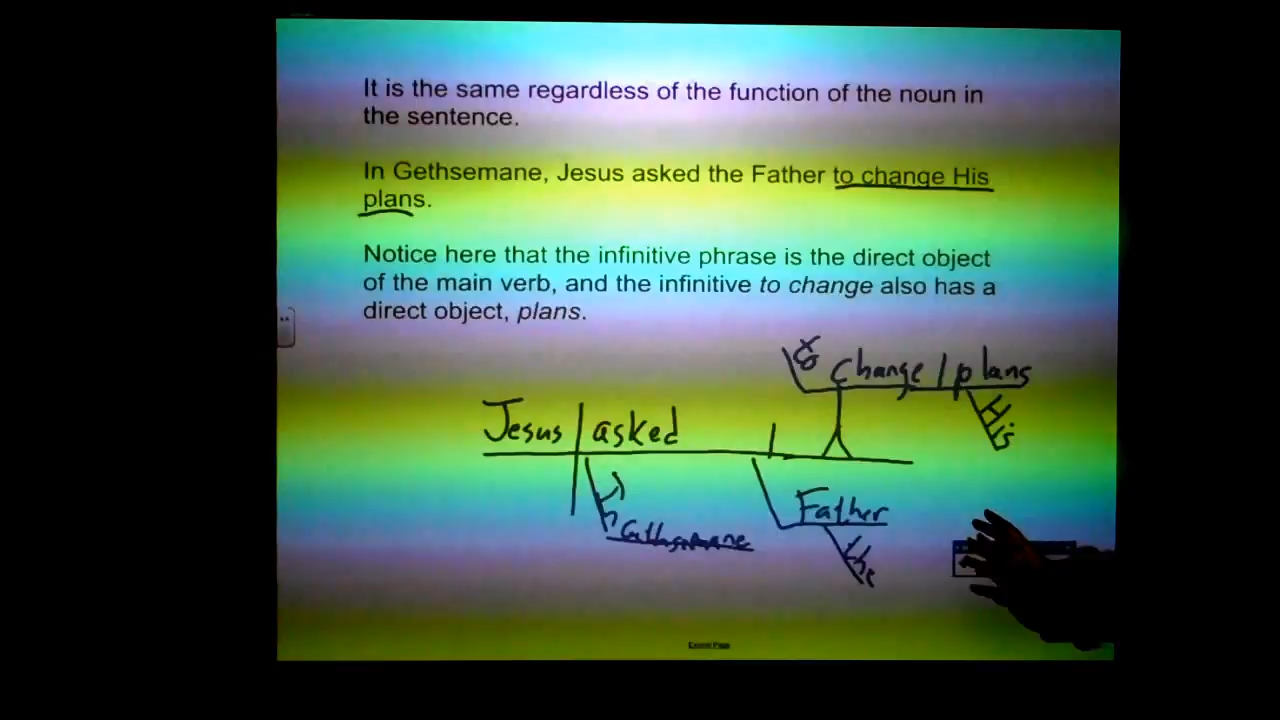 It is the same regardless of the function of the noun in
the sentence.
In Gethsemane, Jesus asked the Father to change His
plans.
Notice here that the infinitive phrase is the direct object
of the main verb, and the infinitive to change also has a
direct object, plans.
to change plans
His
Jesus asked
In
Gethsemane
Father
the